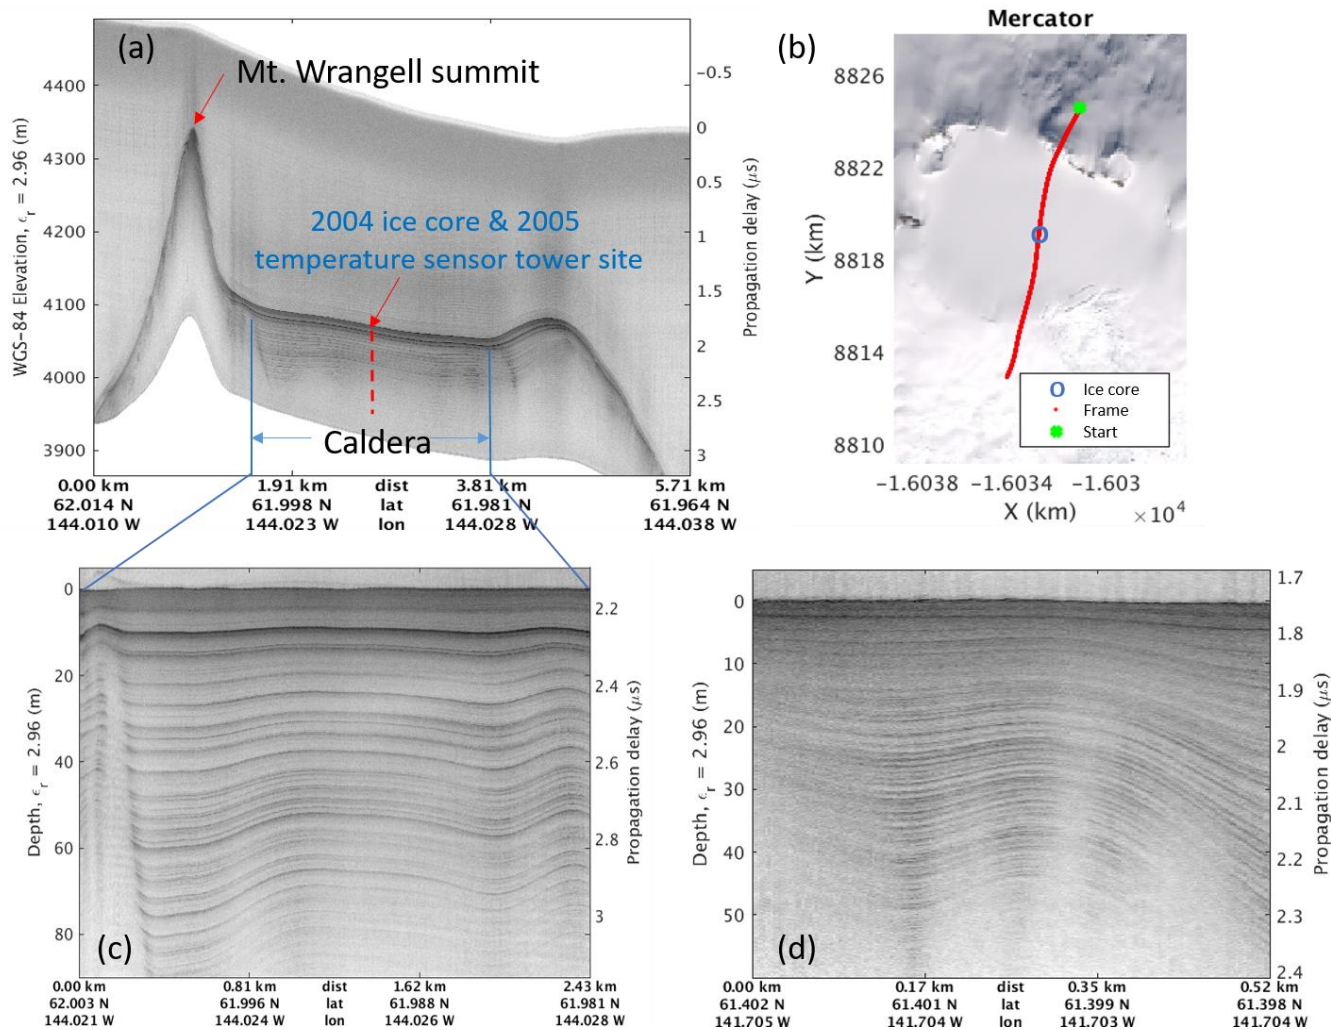 (a)
Mt. Wrangell summit
2004 ice core & 2005
temperature sensor tower site
Caldera
WGS-84 Elevation, ϵr = 2.96 (m)
4400
4300
4200
4100
4000
3900
Propagation delay (μs)
-0.5
0
0.5
1
1.5
2
2.5
3
0.00 km 1.91 km dist 3.81 km 5.71 km
62.014 N 61.998 N lat 61.981 N 61.964 N
144.010 W 144.023 W lon 144.028 W 144.038 W
(b)
Mercator
Y (km)
8826
8822
8818
8814
8810
Ice core
Frame
Start
-1.6038 -1.6034 -1.603
X (km) ×10^4
(c)
Depth, ϵr = 2.96 (m)
0
20
40
60
80
Propagation delay (μs)
2.2
2.4
2.6
2.8
3
0.00 km 0.81 km dist 1.62 km 2.43 km
62.003 N 61.996 N lat 61.988 N 61.981 N
144.021 W 144.024 W lon 144.026 W 144.028 W
(d)
Depth, ϵr = 2.96 (m)
0
10
20
30
40
50
Propagation delay (μs)
1.7
1.8
1.9
2
2.1
2.2
2.3
2.4
0.00 km 0.17 km dist 0.35 km 0.52 km
61.402 N 61.401 N lat 61.399 N 61.398 N
141.705 W 141.704 W lon 141.703 W 141.704 W